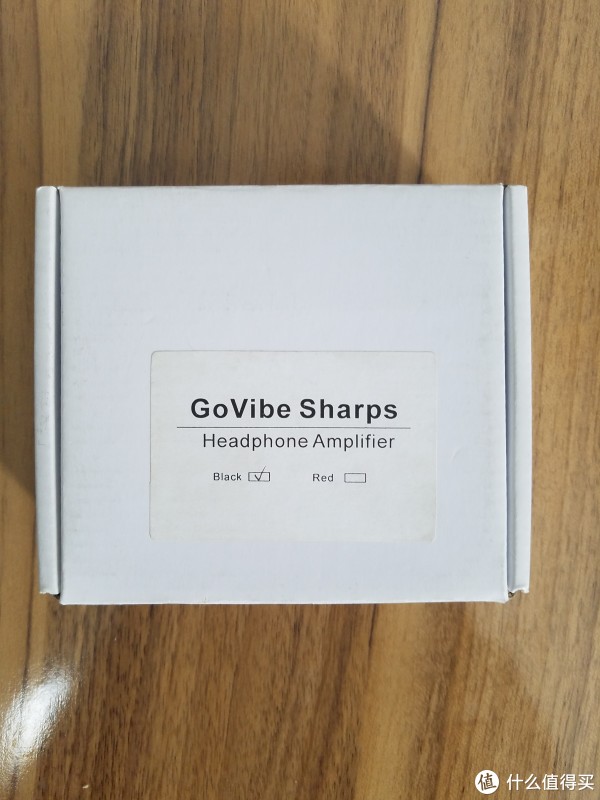 GoVibe Sharps
Headphone Amplifier
Black Red
值 什么值得买